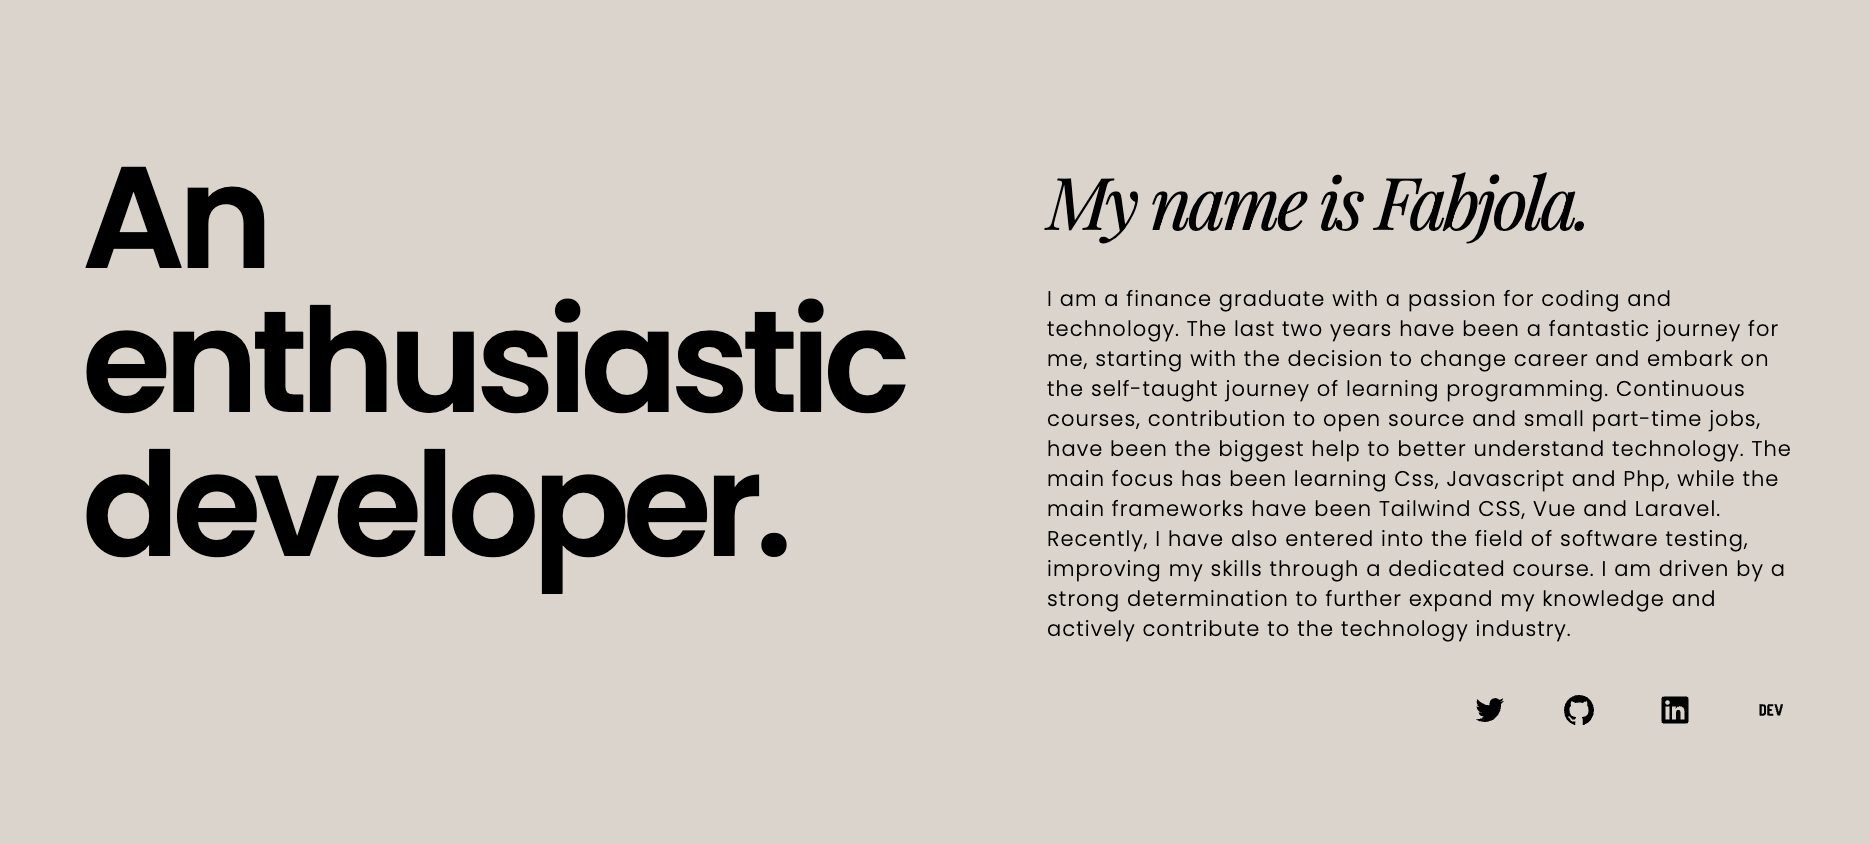 An
enthusiastic
developer.
My name is Fabjola.
I am a finance graduate with a passion for coding and
technology. The last two years have been a fantastic journey for
me, starting with the decision to change career and embark on
the self-taught journey of learning programming. Continuous
courses, contribution to open source and small part-time jobs,
have been the biggest help to better understand technology. The
main focus has been learning Css, Javascript and Php, while the
main frameworks have been Tailwind CSS, Vue and Laravel.
Recently, I have also entered into the field of software testing,
improving my skills through a dedicated course. I am driven by a
strong determination to further expand my knowledge and
actively contribute to the technology industry.
in DEV